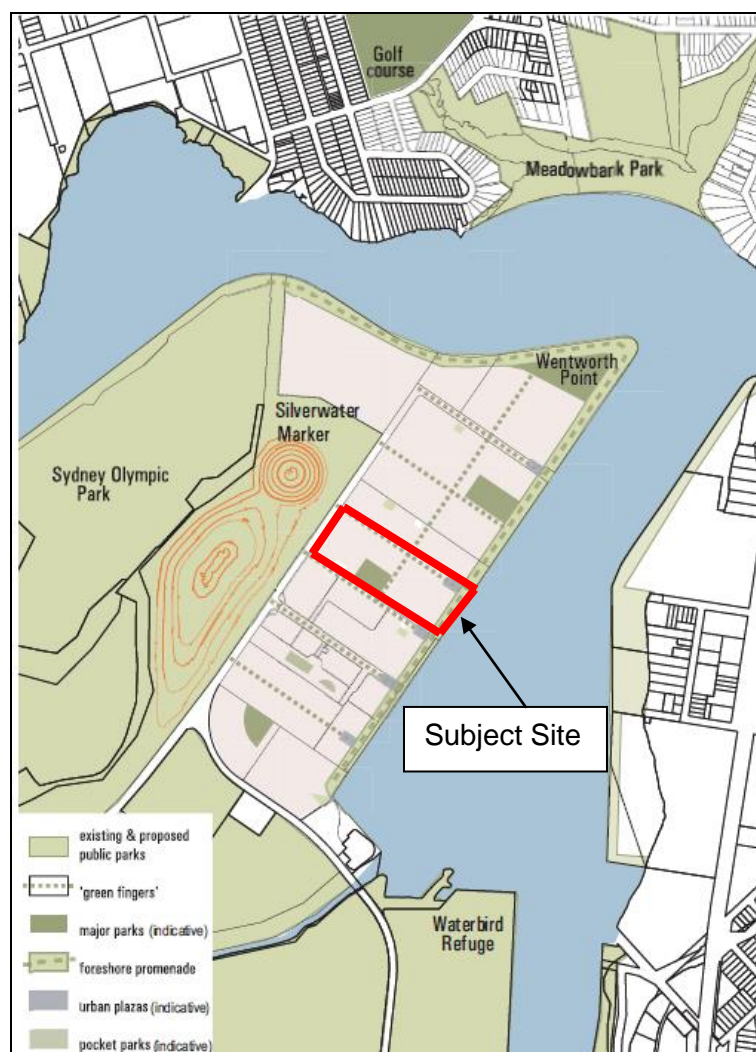 Golf
course
Meadowbank Park
Wentworth
Point
Silverwater
Marker
Sydney Olympic
Park
Subject Site
existing & proposed
public parks
'green fingers'
major parks (indicative)
foreshore promenade
urban plazas (indicative)
pocket parks (indicative)
Waterbird
Refuge